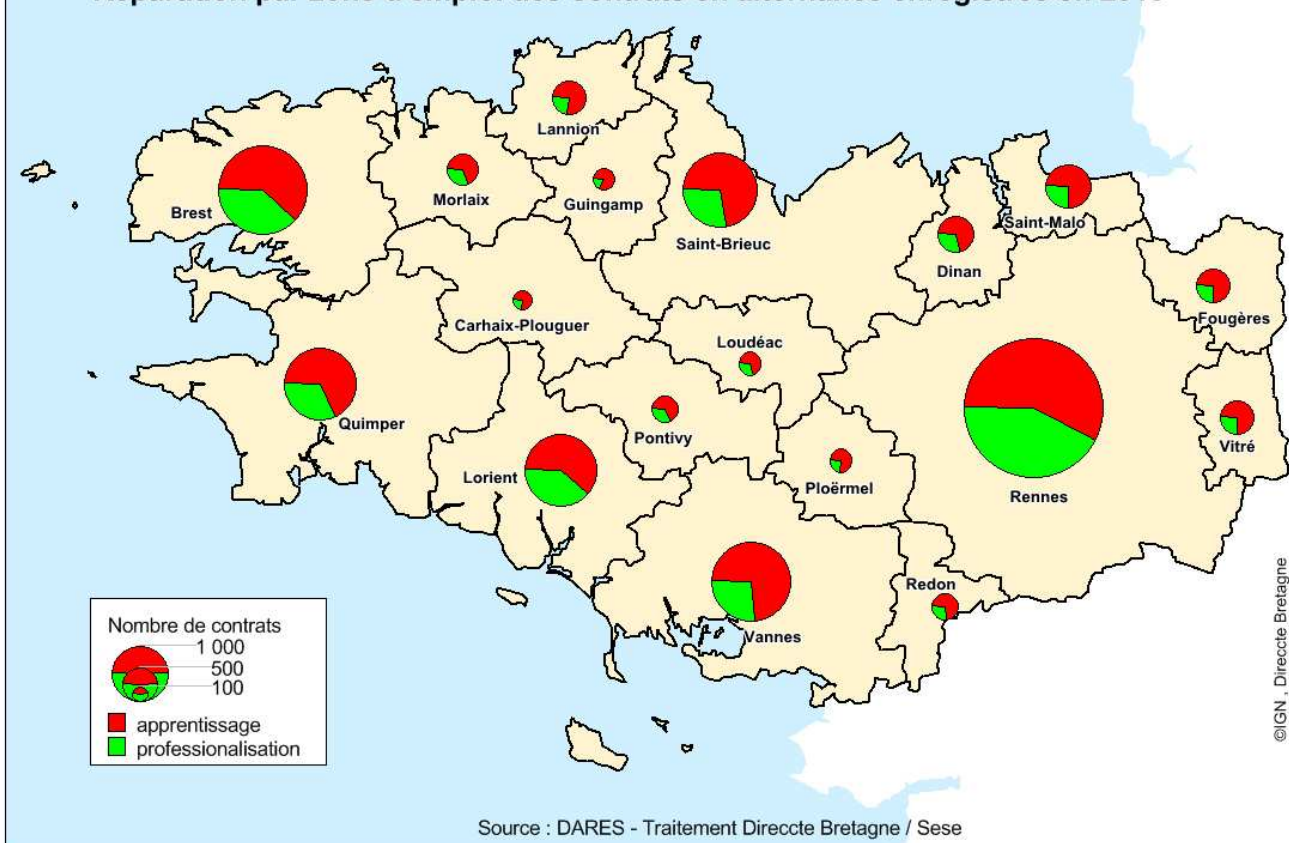 Lannion
Morlaix
Guingamp
Brest
Saint-Brieuc
Saint-Malo
Dinan
Fougères
Carhaix-Plouguer
Loudéac
Quimper
Pontivy
Vitré
Lorient
Ploërmel
Rennes
Redon
Vannes
Nombre de contrats
1 000
500
100
apprentissage
professionalisation
©IGN , Direccte Bretagne
Source : DARES - Traitement Direccte Bretagne / Sese